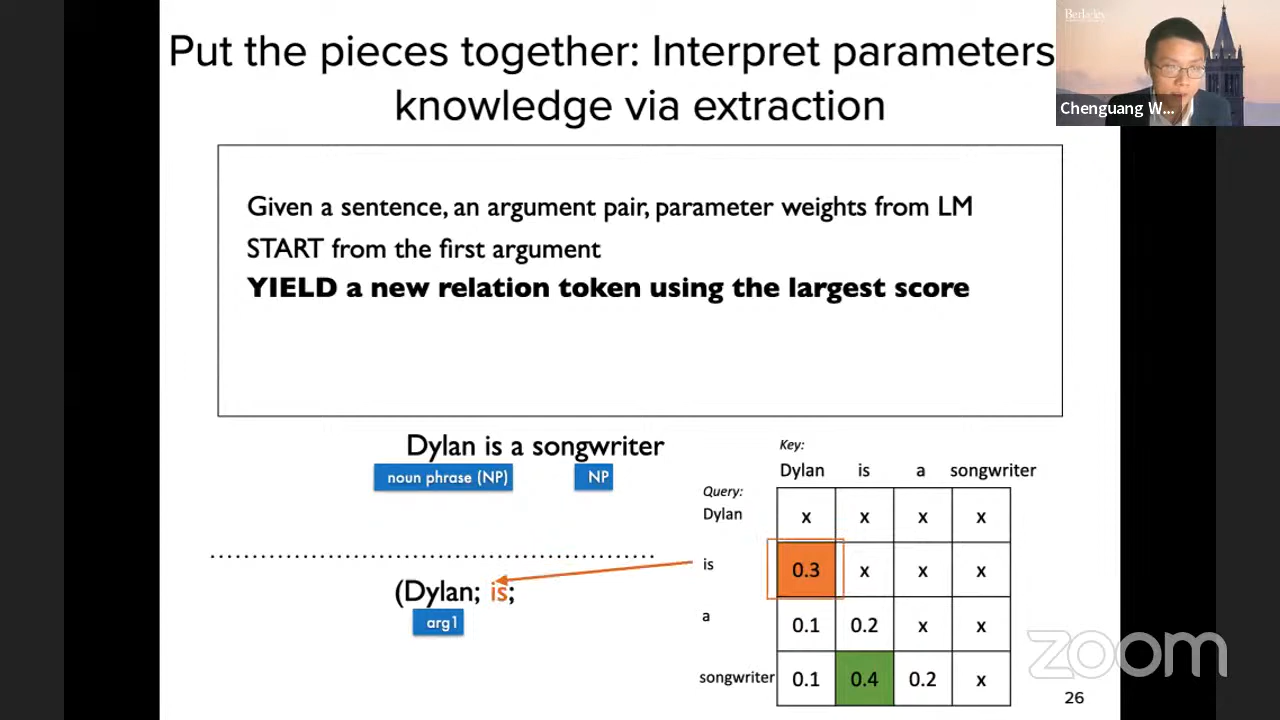 Put the pieces together: Interpret parameters
knowledge via extraction
Berkeley
Chenguang W...
Given a sentence, an argument pair, parameter weights from LM
START from the first argument
YIELD a new relation token using the largest score
Dylan is a songwriter
noun phrase (NP)
NP
(Dylan; is;
arg1
Key:
Dylan is a songwriter
Query:
Dylan x x x x
is 0.3 x x x
a 0.1 0.2 x x
songwriter 0.1 0.4 0.2 x
zoom
26